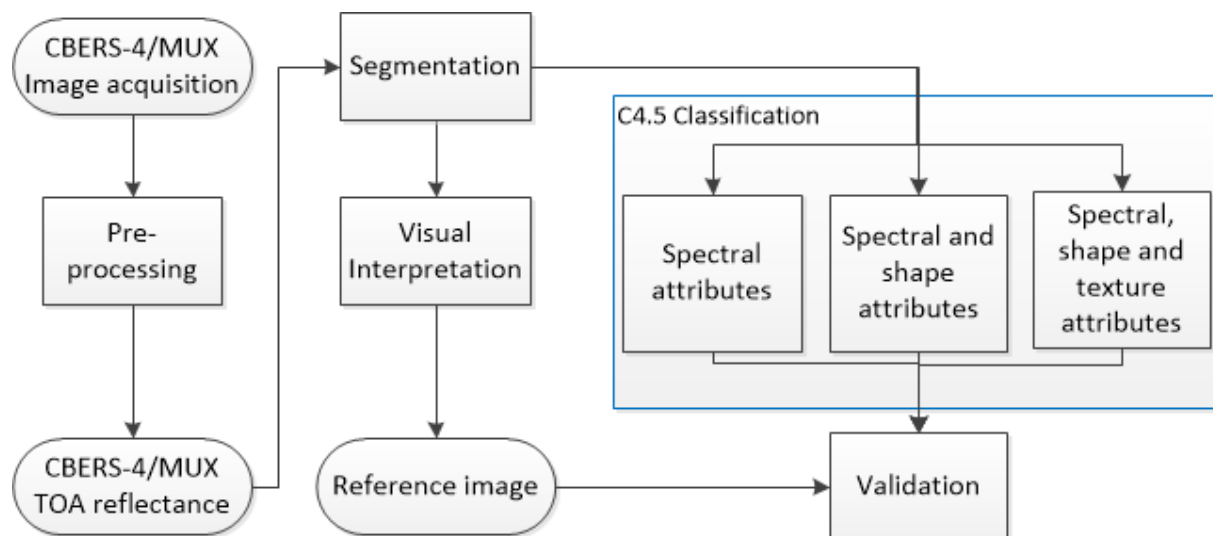 CBERS-4/MUX
Image acquisition
Pre-
processing
CBERS-4/MUX
TOA reflectance
Segmentation
Visual
Interpretation
Reference image
C4.5 Classification
Spectral
attributes
Spectral and
shape
attributes
Spectral,
shape and
texture
attributes
Validation